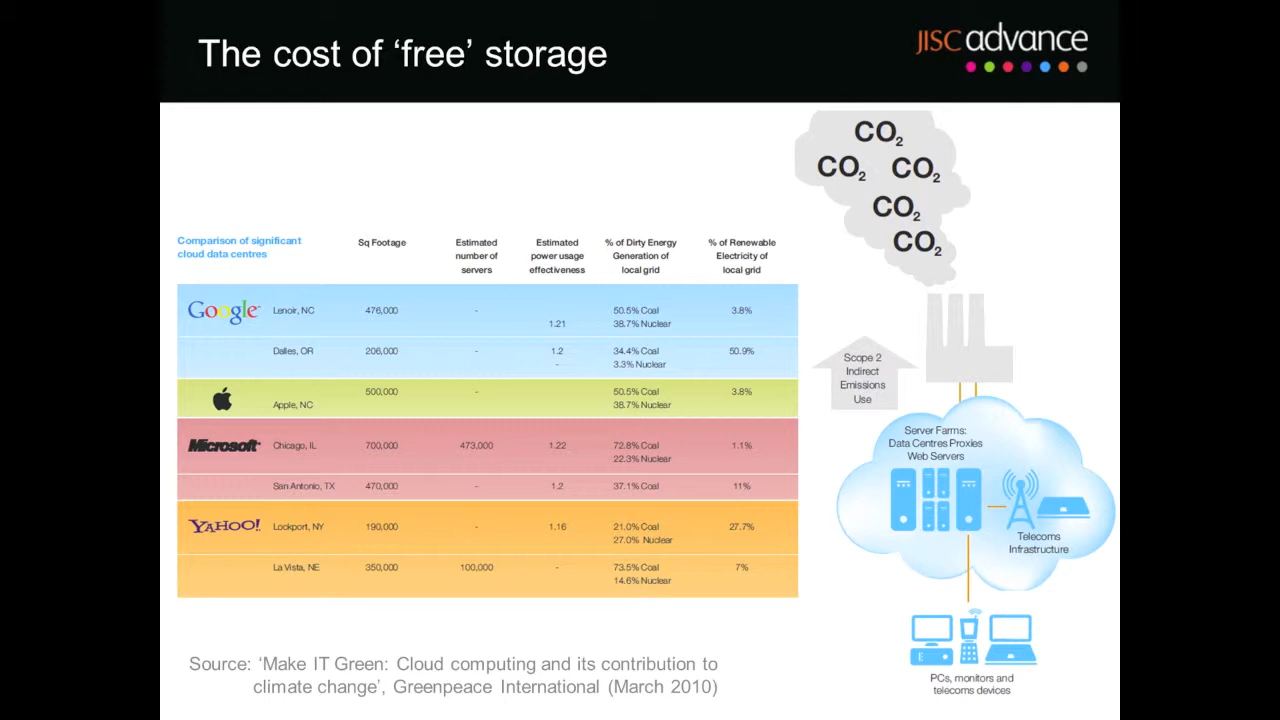 The cost of ‘free’ storage
JISC advance
CO2
CO2 CO2
CO2
CO2
Comparison of significant
cloud data centres
Sq Footage
Estimated
number of
servers
Estimated
power usage
effectiveness
% of Dirty Energy
Generation of
local grid
% of Renewable
Electricity of
local grid
Google Lenoir, NC 476,000 - 50.5% Coal 3.8%
1.21 38.7% Nuclear
Dalles, OR 206,000 - 1.2 34.4% Coal 50.9%
- 3.3% Nuclear
500,000 - 50.5% Coal 3.8%
Apple, NC 38.7% Nuclear
Microsoft Chicago, IL 700,000 473,000 1.22 72.8% Coal 1.1%
22.3% Nuclear
San Antonio, TX 470,000 - 1.2 37.1% Coal 11%
YAHOO! Lockport, NY 190,000 - 1.16 21.0% Coal 27.7%
27.0% Nuclear
La Vista, NE 350,000 100,000 - 73.5% Coal 7%
14.6% Nuclear
Scope 2
Indirect
Emissions
Use
Server Farms:
Data Centres Proxies
Web Servers
Telecoms
Infrastructure
PCs, monitors and
telecoms devices
Source: ‘Make IT Green: Cloud computing and its contribution to
climate change’, Greenpeace International (March 2010)